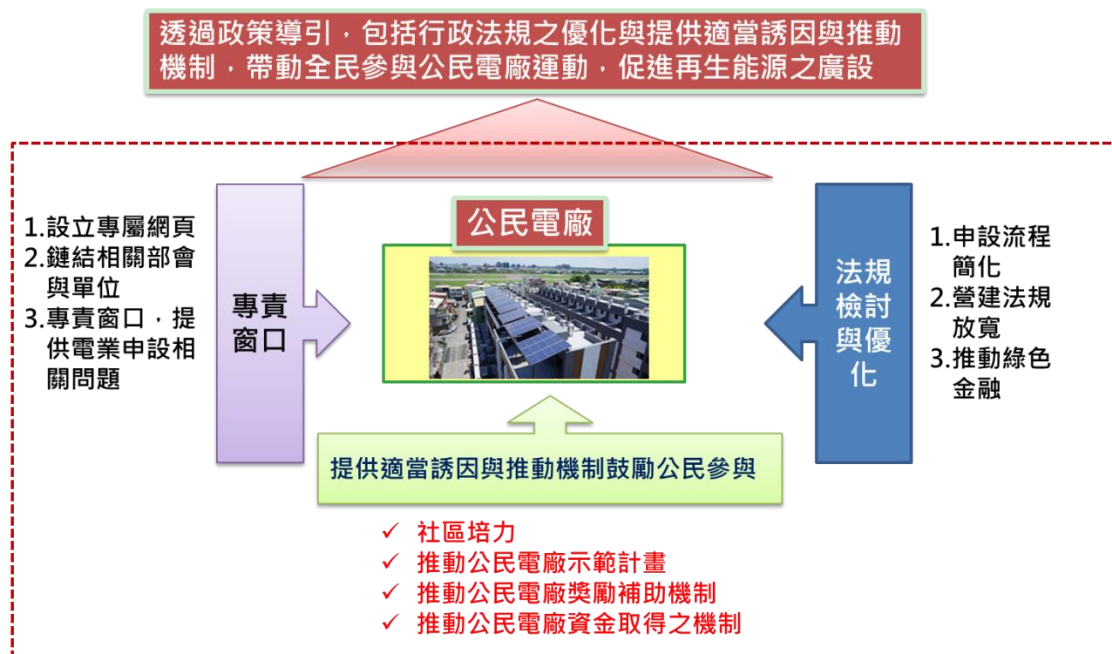 透過政策導引，包括行政法規之優化與提供適當誘因與推動
機制，帶動全民參與公民電廠運動，促進再生能源之廣設
1.設立專屬網頁
2.鏈結相關部會
與單位
3.專責窗口，提
供電業申設相
關問題
專責
窗口
公民電廠
法規
檢討
與優
化
1.申設流程
簡化
2.營建法規
放寬
3.推動綠色
金融
提供適當誘因與推動機制鼓勵公民參與
✓ 社區培力
✓ 推動公民電廠示範計畫
✓ 推動公民電廠獎勵補助機制
✓ 推動公民電廠資金取得之機制